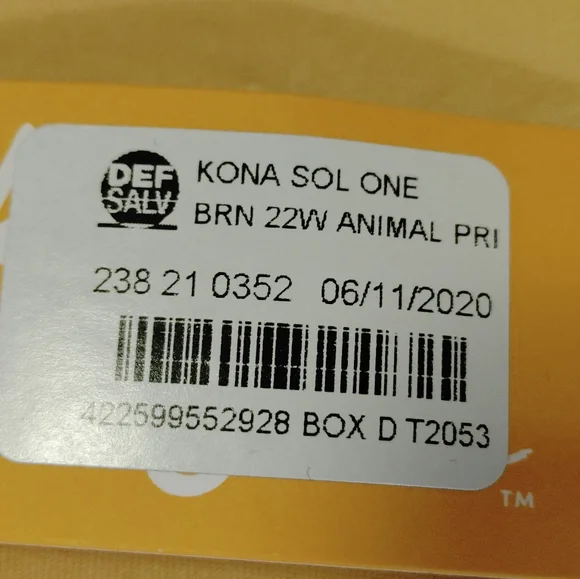 DEF
SALV
KONA SOL ONE
BRN 22W ANIMAL PRI
238 21 0352 06/11/2020
422599552928 BOX D T2053
TM